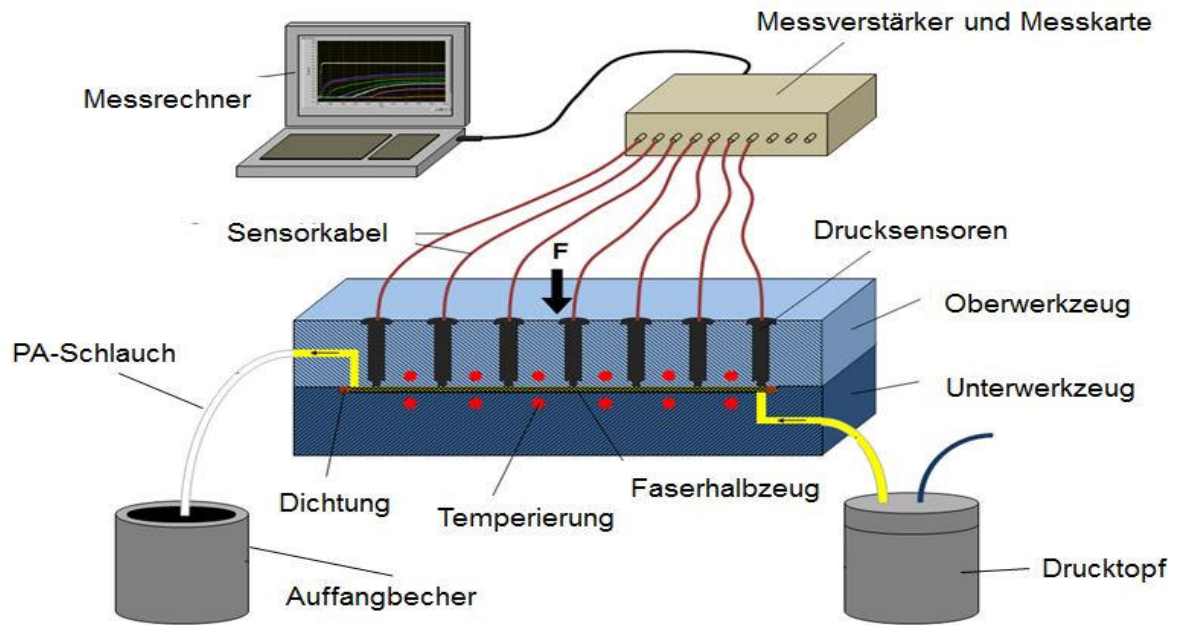 Messverstärker und Messkarte
Messrechner
Sensorkabel
Drucksensoren
F
Oberwerkzeug
PA-Schlauch
Unterwerkzeug
Dichtung
Temperierung
Faserhalbzeug
Auffangbecher
Drucktopf